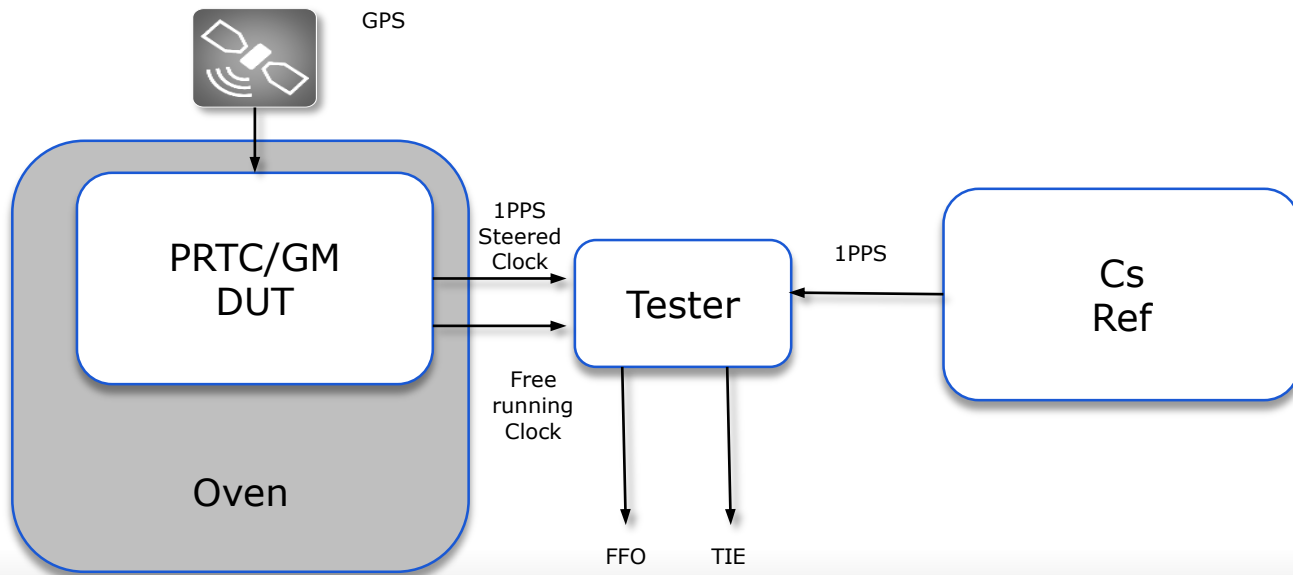 GPS
PRTC/GM
DUT
Oven
1PPS
Steered
Clock
Free
running
Clock
Tester
1PPS
Cs
Ref
FFO
TIE